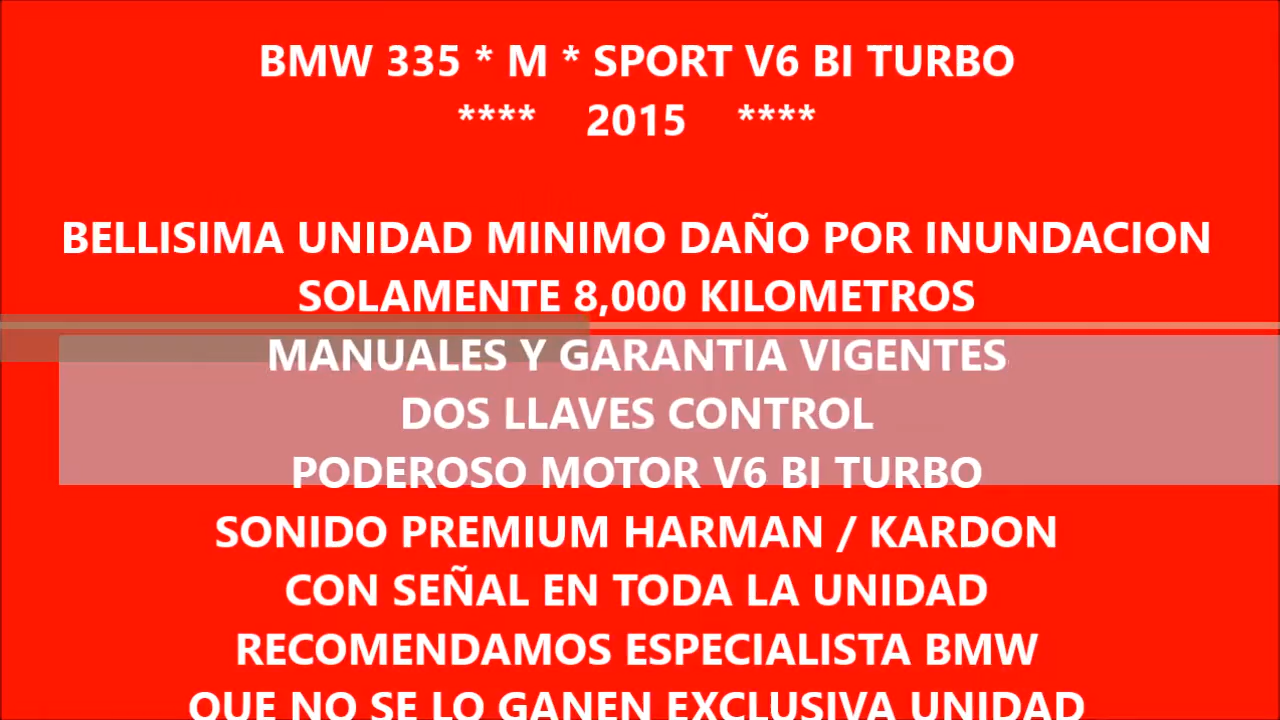 BMW 335 * M * SPORT V6 BI TURBO
**** 2015 ****
BELLISIMA UNIDAD MINIMO DAÑO POR INUNDACION
SOLAMENTE 8,000 KILOMETROS
MANUALES Y GARANTIA VIGENTES
DOS LLAVES CONTROL
PODEROSO MOTOR V6 BI TURBO
SONIDO PREMIUM HARMAN / KARDON
CON SEÑAL EN TODA LA UNIDAD
RECOMENDAMOS ESPECIALISTA BMW
QUE NO SE LO GANEN EXCLUSIVA UNIDAD